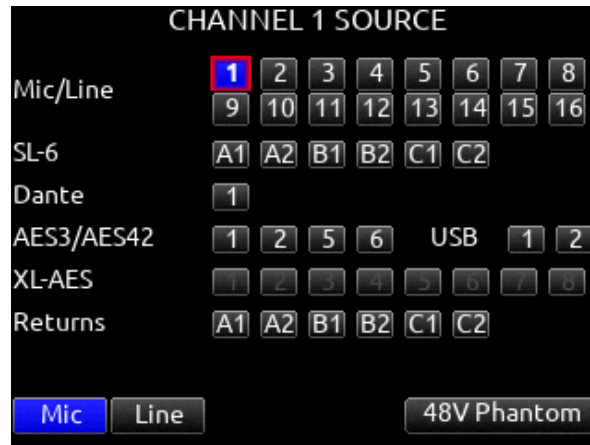 CHANNEL 1 SOURCE
Mic/Line 1 2 3 4 5 6 7 8
9 10 11 12 13 14 15 16
SL-6 A1 A2 B1 B2 C1 C2
Dante 1
AES3/AES42 1 2 5 6 USB 1 2
XL-AES 1 2 3 4 5 6 7 8
Returns A1 A2 B1 B2 C1 C2
Mic Line 48V Phantom